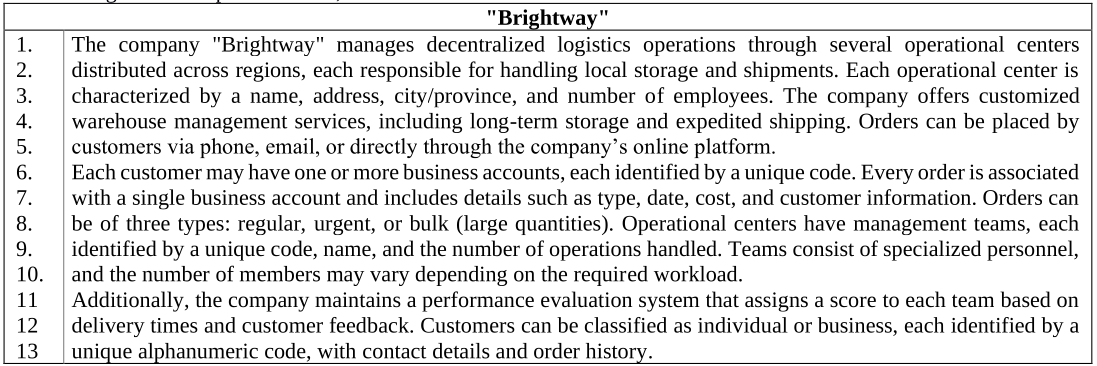 "Brightway"
1. The company "Brightway" manages decentralized logistics operations through several operational centers
2. distributed across regions, each responsible for handling local storage and shipments. Each operational center is
3. characterized by a name, address, city/province, and number of employees. The company offers customized
4. warehouse management services, including long-term storage and expedited shipping. Orders can be placed by
5. customers via phone, email, or directly through the company’s online platform.
6. Each customer may have one or more business accounts, each identified by a unique code. Every order is associated
7. with a single business account and includes details such as type, date, cost, and customer information. Orders can
8. be of three types: regular, urgent, or bulk (large quantities). Operational centers have management teams, each
9. identified by a unique code, name, and the number of operations handled. Teams consist of specialized personnel,
10. and the number of members may vary depending on the required workload.
11 Additionally, the company maintains a performance evaluation system that assigns a score to each team based on
12 delivery times and customer feedback. Customers can be classified as individual or business, each identified by a
13 unique alphanumeric code, with contact details and order history.